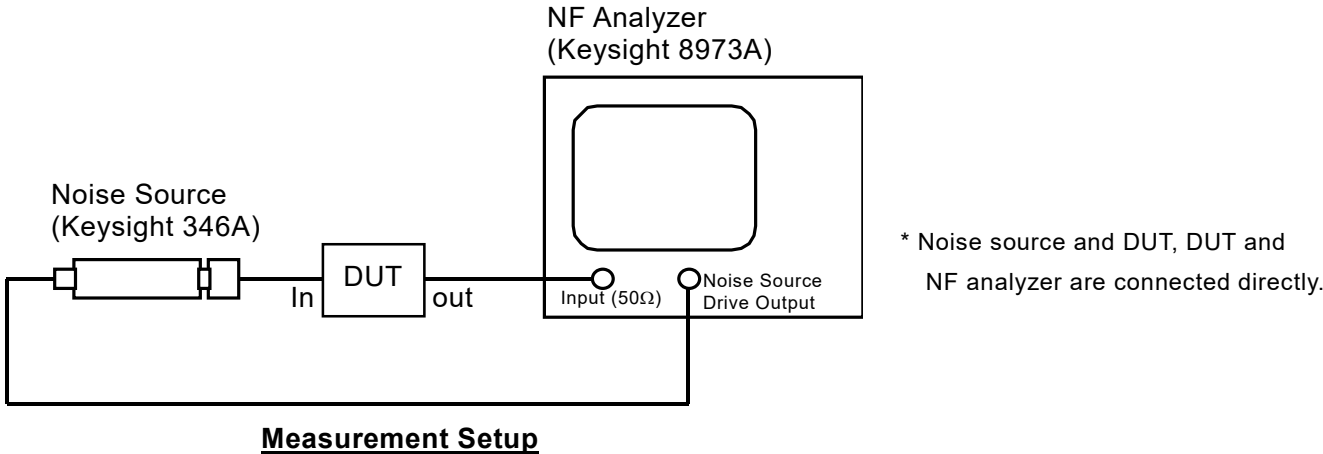 NF Analyzer
(Keysight 8973A)
Noise Source
(Keysight 346A)
DUT
In
out
Input (50Ω)
Noise Source
Drive Output
* Noise source and DUT, DUT and
NF analyzer are connected directly.
Measurement Setup